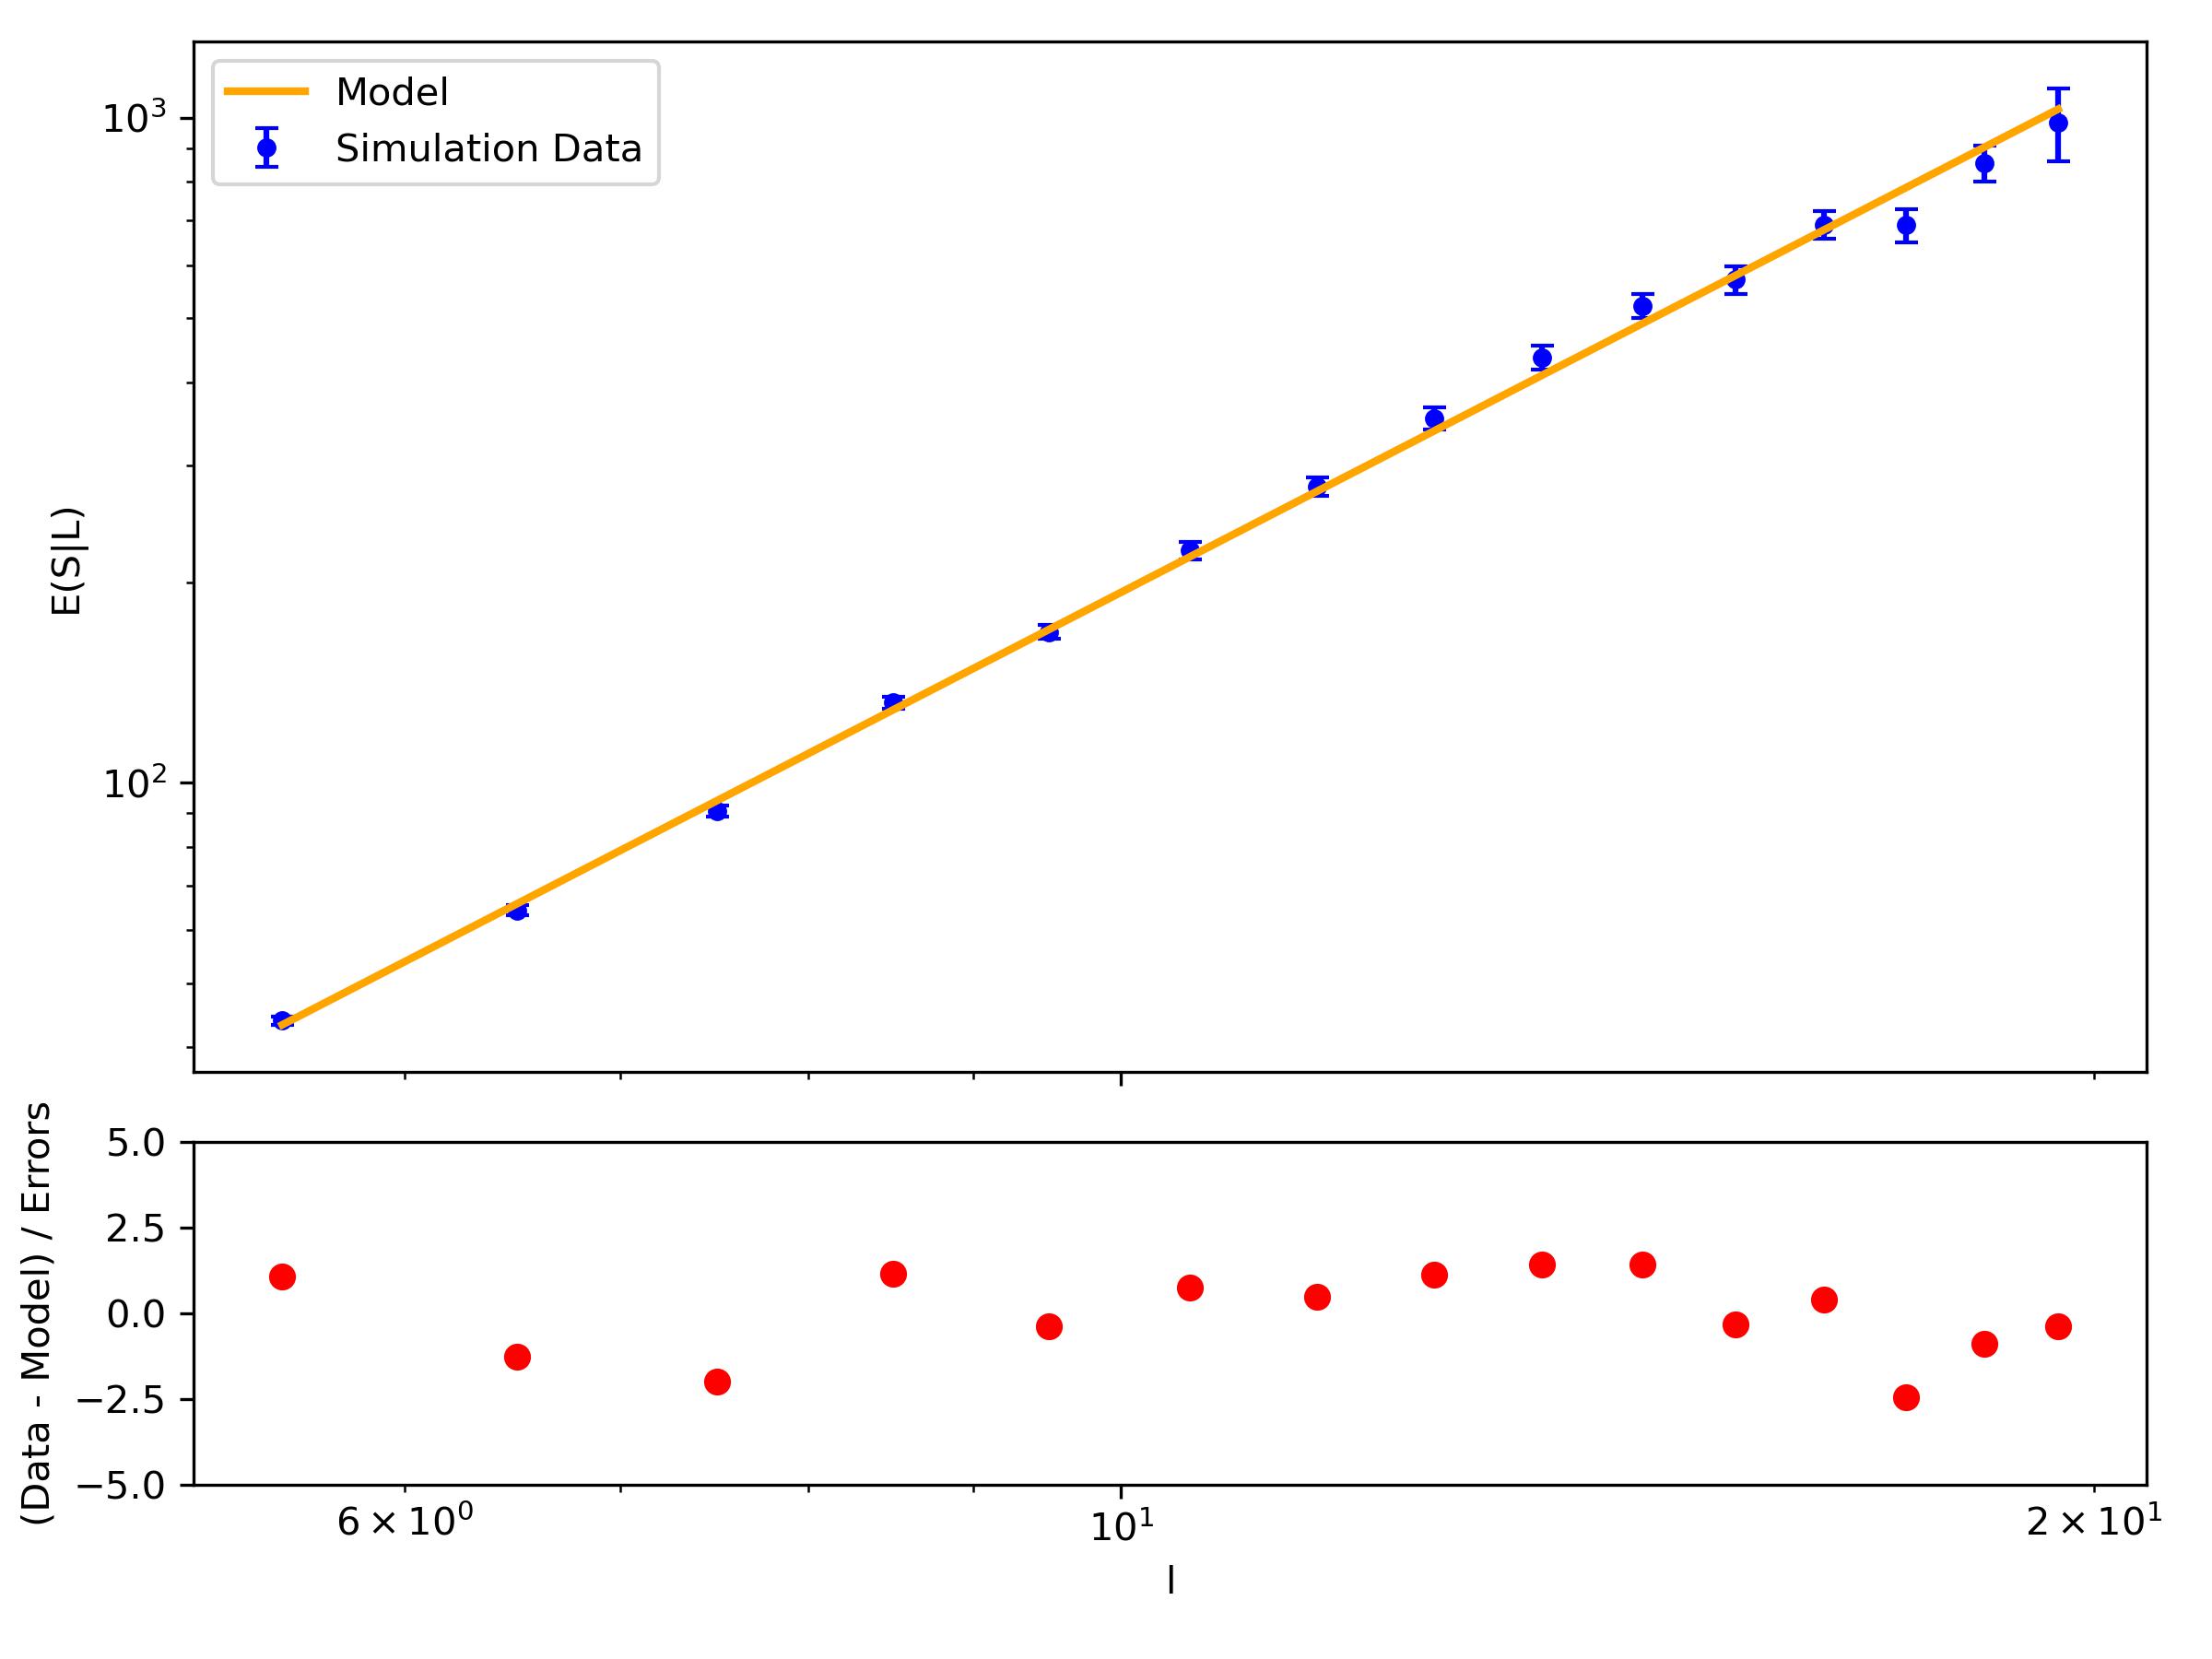 Model
Simulation Data
10³
10²
E(S|L)
5.0
2.5
0.0
−2.5
−5.0
(Data - Model) / Errors
6 × 10⁰
10¹
2 × 10¹
l